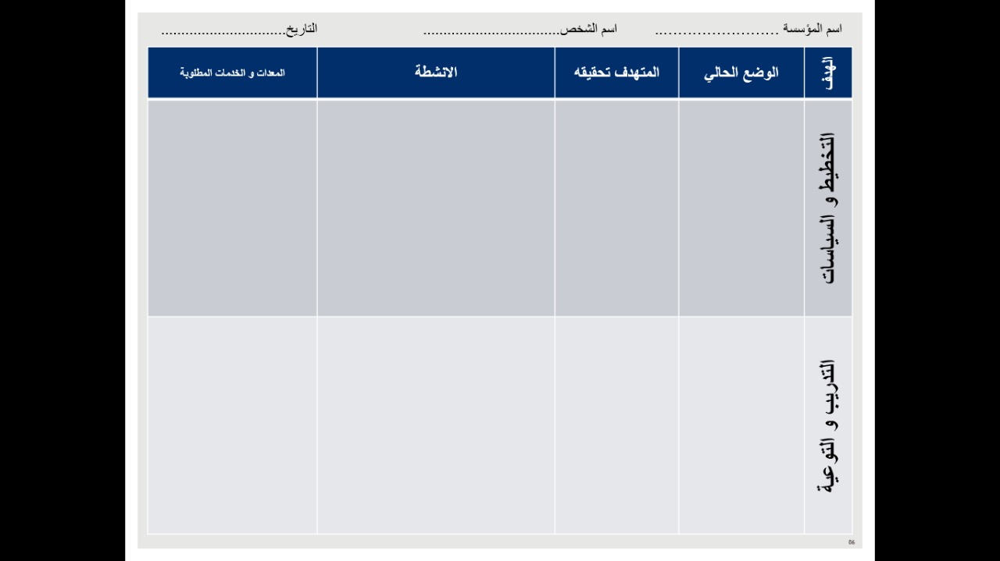 اسم المؤسسة ........................... اسم الشخص.................................. التاريخ...............................
الهدف الوضع الحالي المتهدف تحقيقه الانشطة المعدات و الخدمات المطلوبة
التخطيط و السياسات
التدريب و التوعية
86